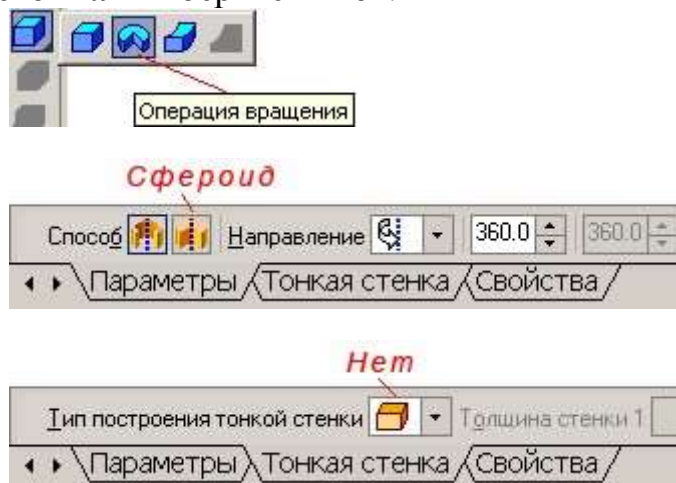 Операция вращения
Сфероид
Способ Направление 360.0 360.0
Параметры Тонкая стенка Свойства
Нет
Тип построения тонкой стенки Толщина стенки 1
Параметры Тонкая стенка Свойства